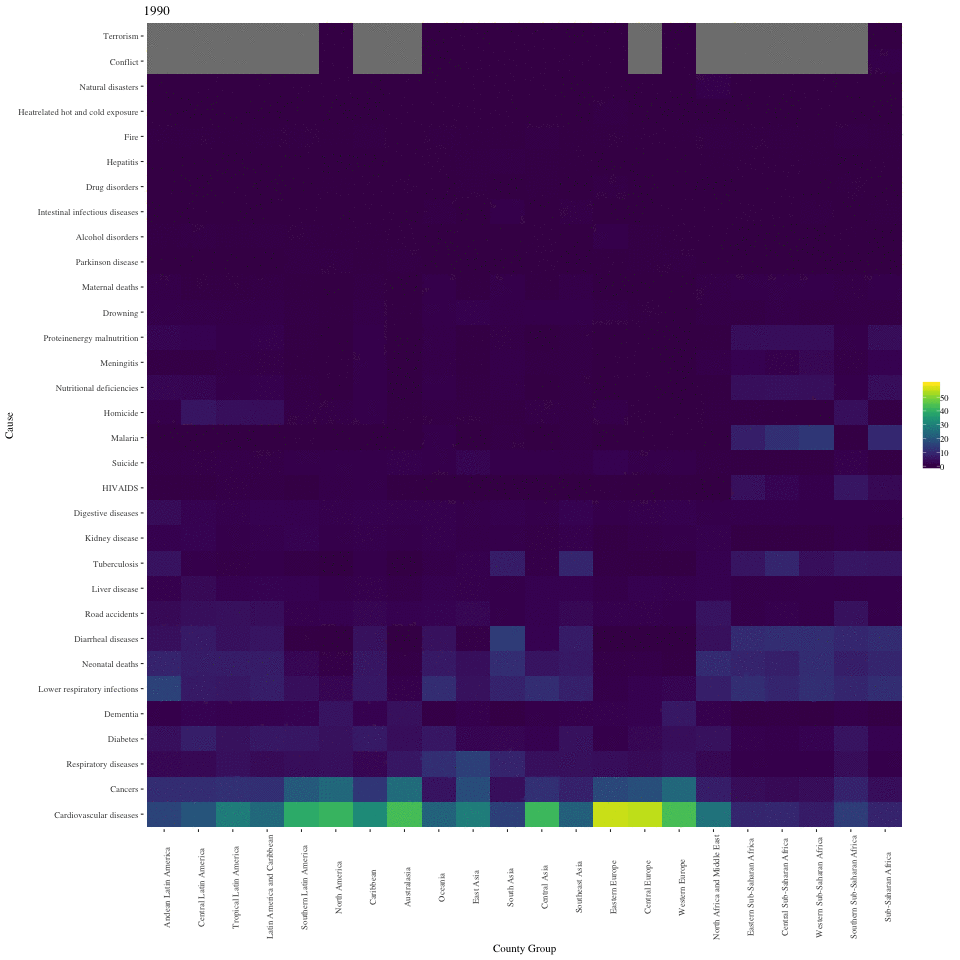 1990
Terrorism
Conflict
Natural disasters
Heatrelated hot and cold exposure
Fire
Hepatitis
Drug disorders
Intestinal infectious diseases
Alcohol disorders
Parkinson disease
Maternal deaths
Drowning
Proteinenergy malnutrition
Meningitis
Nutritional deficiencies
Homicide
Malaria
Suicide
HIVAIDS
Digestive diseases
Kidney disease
Tuberculosis
Liver disease
Road accidents
Diarrheal diseases
Neonatal deaths
Lower respiratory infections
Dementia
Diabetes
Respiratory diseases
Cancers
Cardiovascular diseases
Cause
50
40
30
20
10
0
Andean Latin America
Central Latin America
Tropical Latin America
Latin America and Caribbean
Southern Latin America
North America
Caribbean
Australasia
Oceania
East Asia
South Asia
Central Asia
Southeast Asia
Eastern Europe
Central Europe
Western Europe
North Africa and Middle East
Eastern Sub-Saharan Africa
Central Sub-Saharan Africa
Western Sub-Saharan Africa
Southern Sub-Saharan Africa
Sub-Saharan Africa
County Group